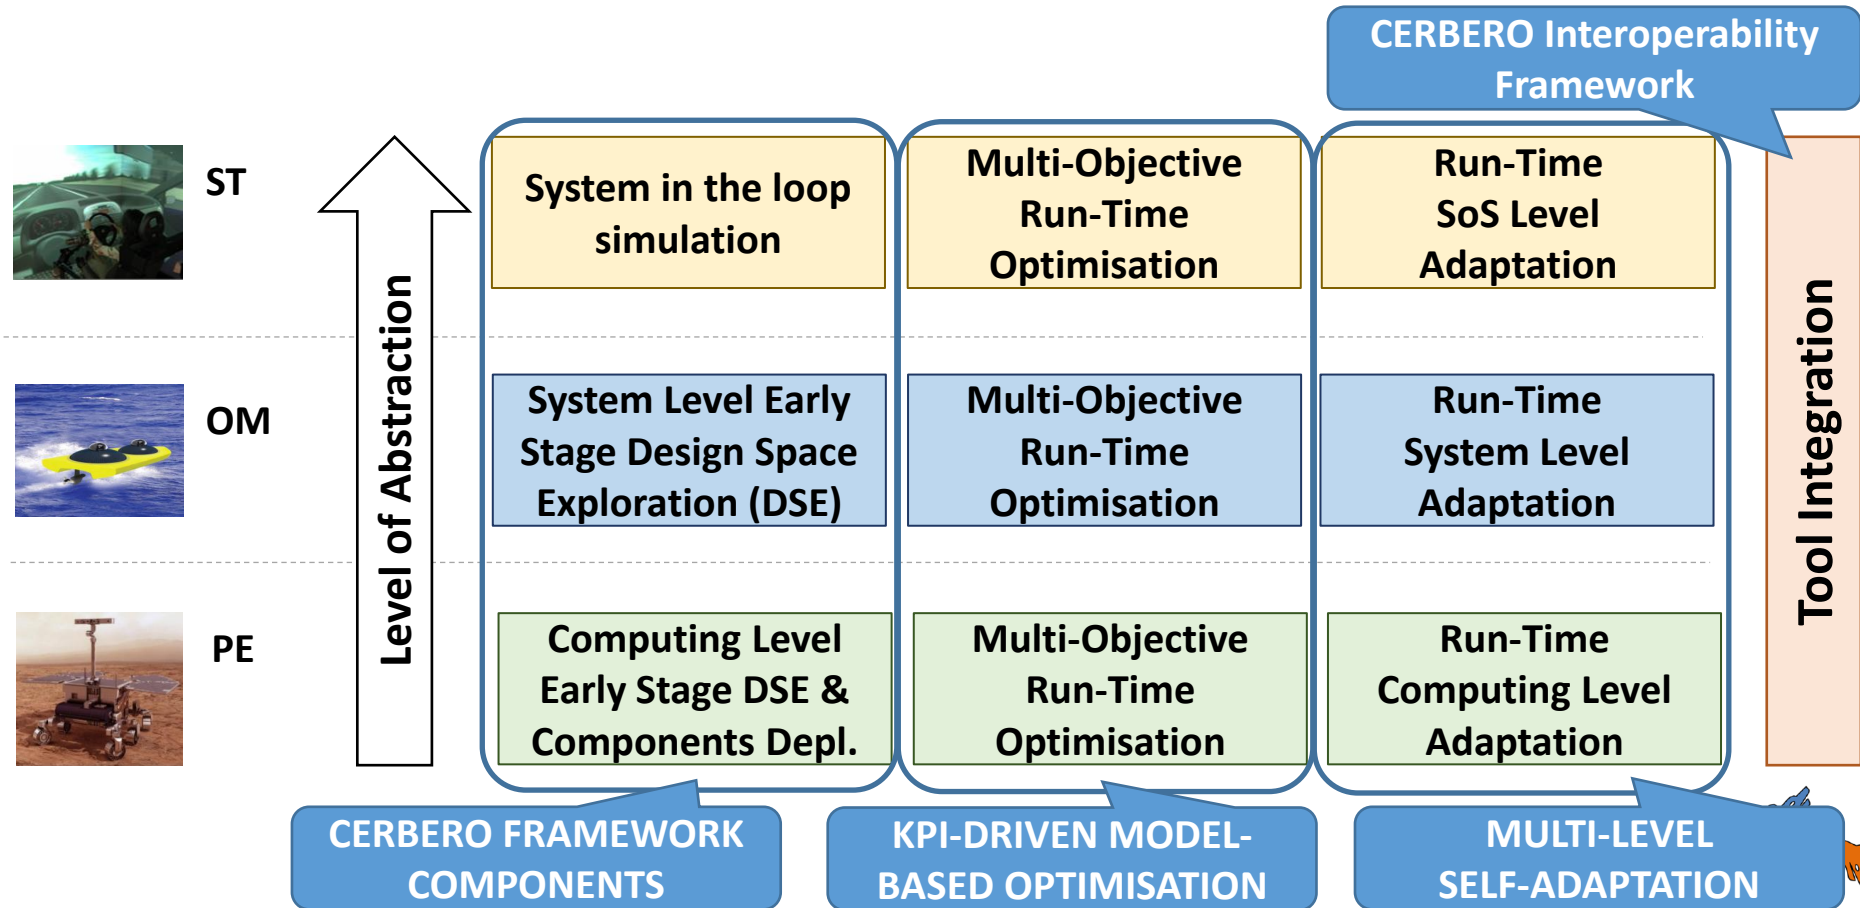 CERBERO Interoperability
Framework
ST
System in the loop
simulation
Multi-Objective
Run-Time
Optimisation
Run-Time
SoS Level
Adaptation
Level of Abstraction
Tool Integration
OM
System Level Early
Stage Design Space
Exploration (DSE)
Multi-Objective
Run-Time
Optimisation
Run-Time
System Level
Adaptation
PE
Computing Level
Early Stage DSE &
Components Depl.
Multi-Objective
Run-Time
Optimisation
Run-Time
Computing Level
Adaptation
CERBERO FRAMEWORK
COMPONENTS
KPI-DRIVEN MODEL-
BASED OPTIMISATION
MULTI-LEVEL
SELF-ADAPTATION